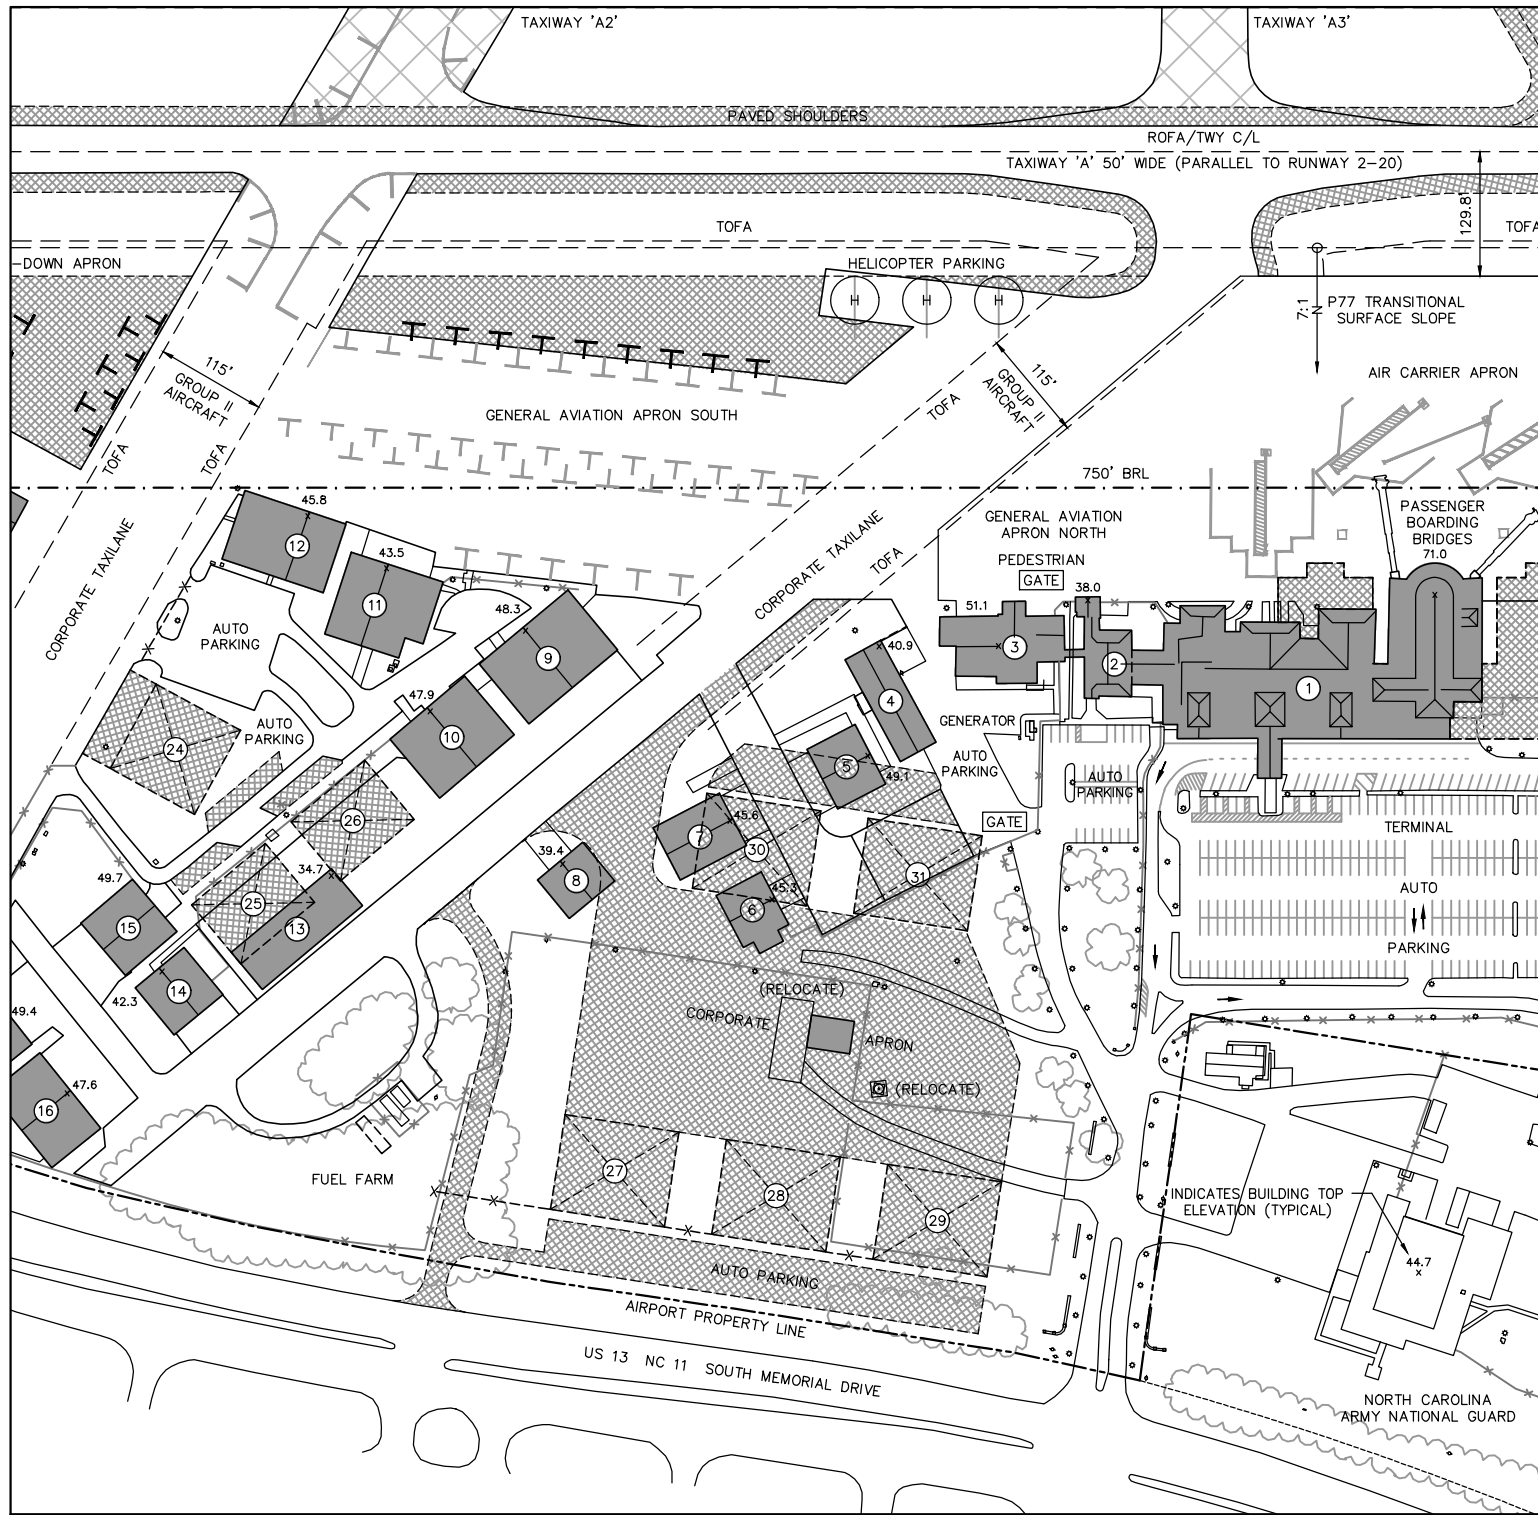 TAXIWAY 'A2'
TAXIWAY 'A3'
PAVED SHOULDERS
ROFA/TWY C/L
TAXIWAY 'A' 50' WIDE (PARALLEL TO RUNWAY 2-20)
129.8'
TOFA
TOFA
-DOWN APRON
HELICOPTER PARKING
H
H
H
7:1
P77 TRANSITIONAL
SURFACE SLOPE
115'
GROUP II
AIRCRAFT
115'
GROUP II
AIRCRAFT
AIR CARRIER APRON
GENERAL AVIATION APRON SOUTH
TOFA
TOFA
TOFA
750' BRL
45.8
12
43.5
11
CORPORATE TAXILANE
CORPORATE TAXILANE
TOFA
GENERAL AVIATION
APRON NORTH
PASSENGER
BOARDING
BRIDGES
71.0
PEDESTRIAN
GATE
38.0
51.1
3
2
1
AUTO
PARKING
48.3
9
40.9
4
47.9
10
AUTO
PARKING
24
GENERATOR
AUTO
PARKING
AUTO
PARKING
5
49.1
GATE
TERMINAL
AUTO
PARKING
26
45.6
7
30
31
39.4
8
34.7
25
13
45.3
6
49.7
15
14
42.3
49.4
47.6
16
(RELOCATE)
CORPORATE
APRON
(RELOCATE)
FUEL FARM
27
28
29
INDICATES BUILDING TOP
ELEVATION (TYPICAL)
44.7
AUTO PARKING
AIRPORT PROPERTY LINE
US 13 NC 11 SOUTH MEMORIAL DRIVE
NORTH CAROLINA
ARMY NATIONAL GUARD